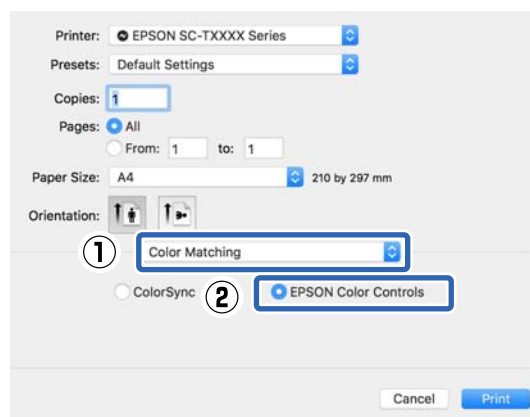 Printer: EPSON SC-TXXXX Series
Presets: Default Settings
Copies: 1
Pages: All
From: 1 to: 1
Paper Size: A4 210 by 297 mm
Orientation:
① Color Matching
ColorSync ② EPSON Color Controls
Cancel Print